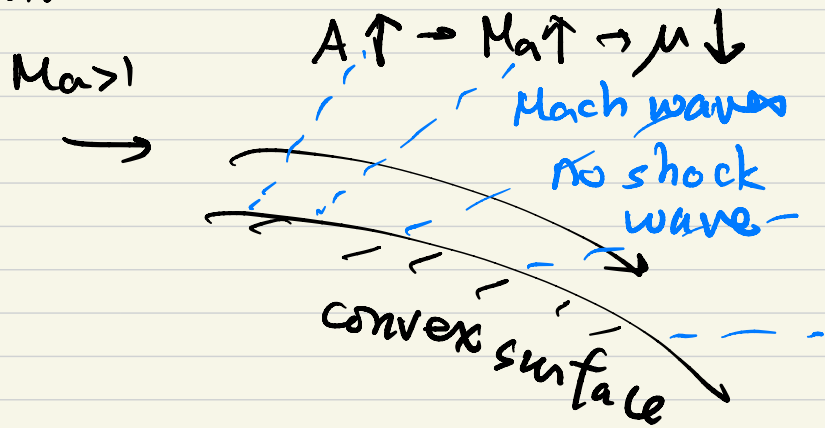 A ↑ → Ma ↑ → μ ↓
Ma>1
Mach waves
no shock
wave
convex surface